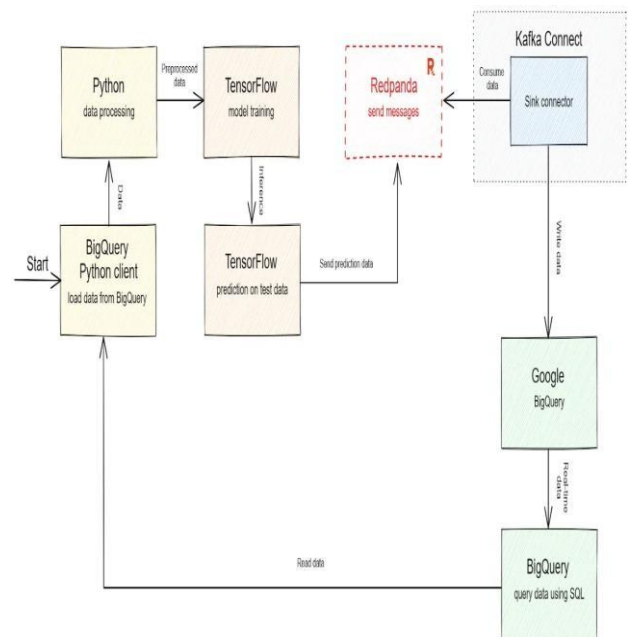 Kafka Connect
Python
data processing
Preprocessed
data
TensorFlow
model training
R
Redpanda
send messages
Consume
data
Sink connector
Data
Inference
Write data
Start
BigQuery
Python client
load data from BigQuery
TensorFlow
prediction on test data
Send prediction data
Google
BigQuery
Real-time
data
BigQuery
query data using SQL
Read data